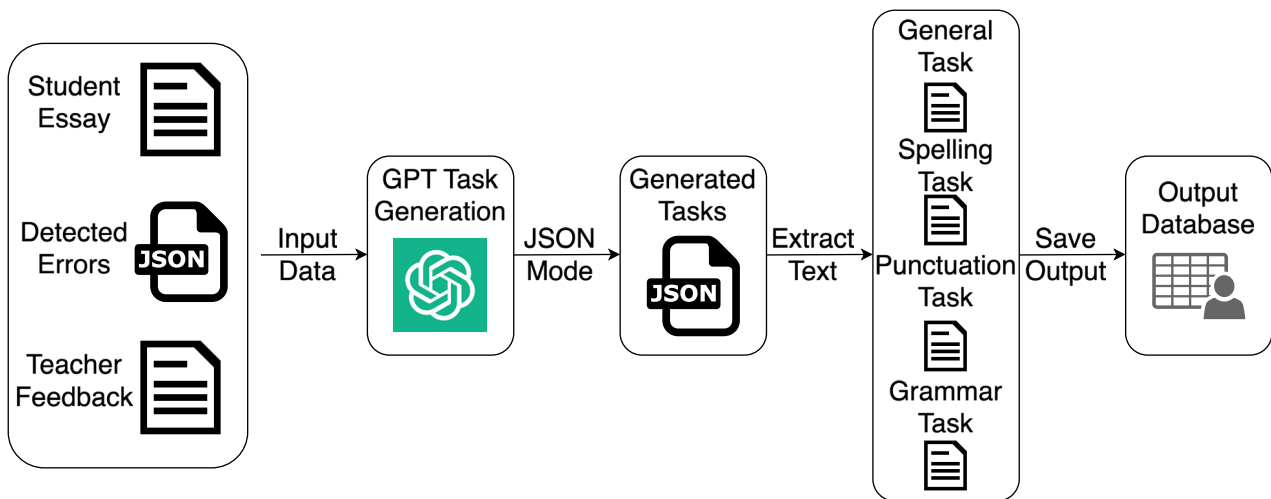 Student
Essay
Detected
Errors
JSON
Teacher
Feedback
Input
Data
GPT Task
Generation
JSON
Mode
Generated
Tasks
JSON
Extract
Text
General
Task
Spelling
Task
Punctuation
Task
Grammar
Task
Save
Output
Output
Database